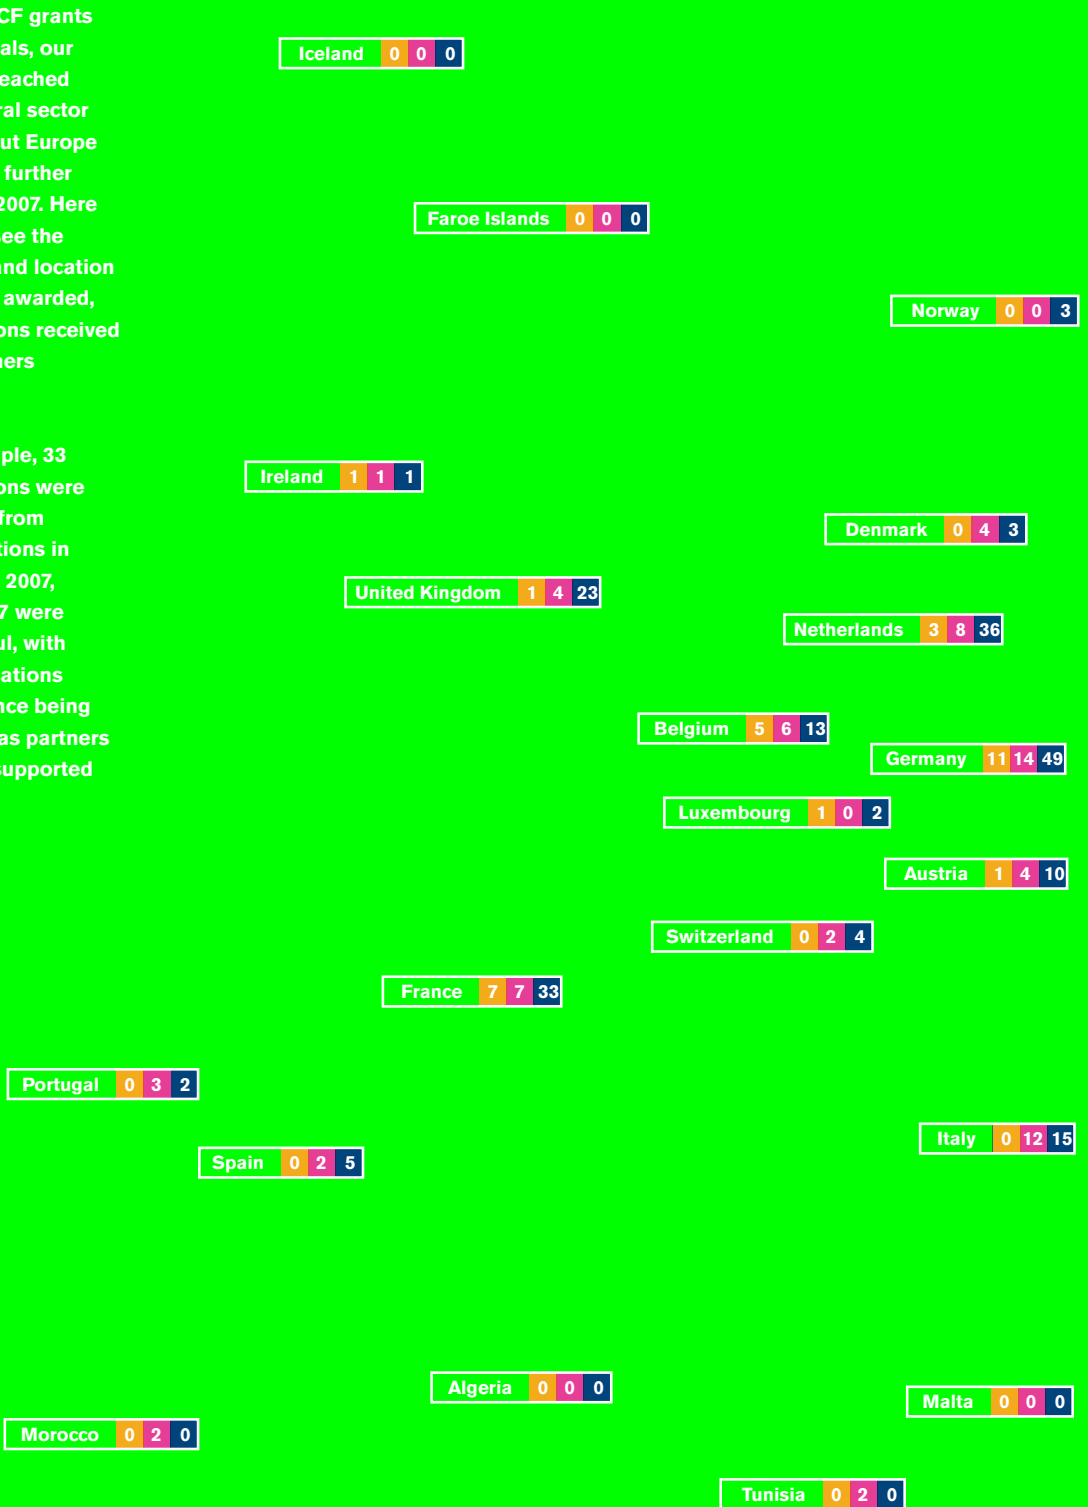 CF grants
als, our
eached
ral sector
ut Europe
further
2007. Here
see the
and location
awarded,
ons received
ners
ple, 33
ons were
from
tions in
2007,
7 were
ul, with
ations
nce being
as partners
supported
Iceland 0 0 0
Faroe Islands 0 0 0
Norway 0 0 3
Ireland 1 1 1
Denmark 0 4 3
United Kingdom 1 4 23
Netherlands 3 8 36
Belgium 5 6 13
Germany 11 14 49
Luxembourg 1 0 2
Austria 1 4 10
Switzerland 0 2 4
France 7 7 33
Portugal 0 3 2
Italy 0 12 15
Spain 0 2 5
Algeria 0 0 0
Malta 0 0 0
Morocco 0 2 0
Tunisia 0 2 0